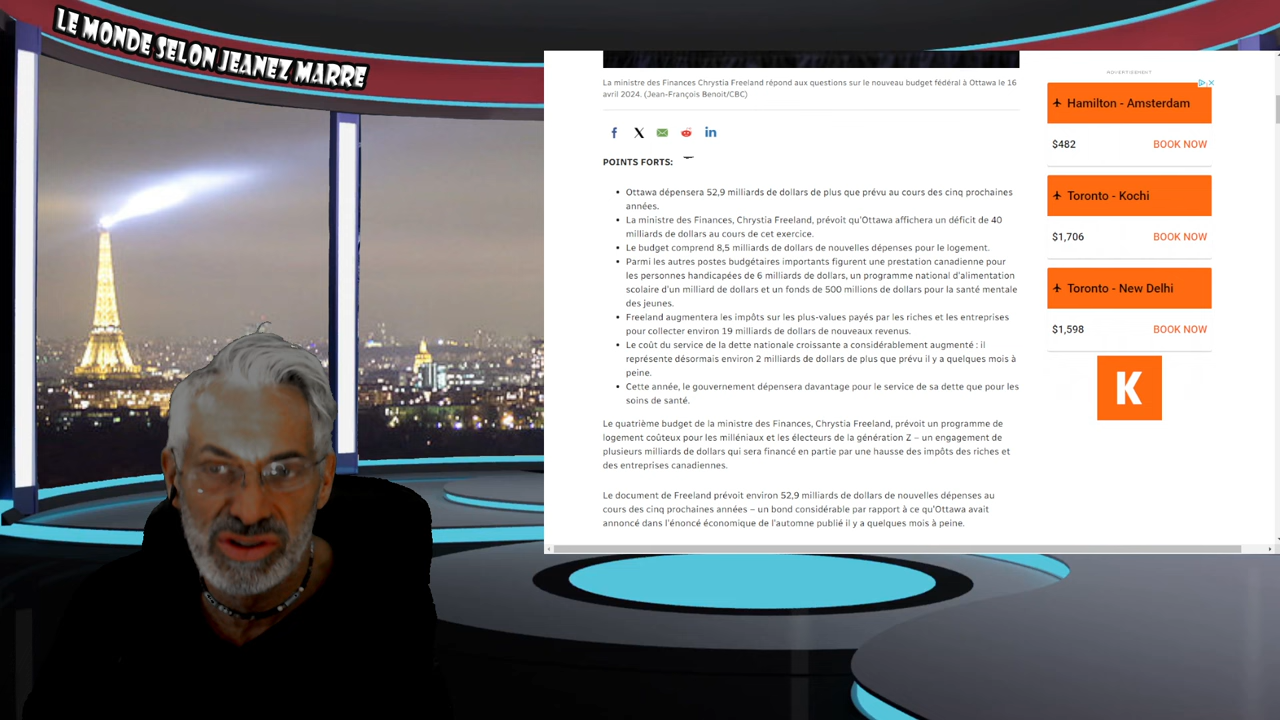 LE MONDE SELON JEANEZ MARRE
La ministre des Finances Chrystia Freeland répond aux questions sur le nouveau budget fédéral à Ottawa le 16
avril 2024. (Jean-François Benoit/CBC)
POINTS FORTS:
Ottawa dépensera 52,9 milliards de dollars de plus que prévu au cours des cinq prochaines
années.
La ministre des Finances, Chrystia Freeland, prévoit qu'Ottawa affichera un déficit de 40
milliards de dollars au cours de cet exercice.
Le budget comprend 8,5 milliards de dollars de nouvelles dépenses pour le logement.
Parmi les autres postes budgétaires importants figurent une prestation canadienne pour
les personnes handicapées de 6 milliards de dollars, un programme national d'alimentation
scolaire d'un milliard de dollars et un fonds de 500 millions de dollars pour la santé mentale
des jeunes.
Freeland augmentera les impôts sur les plus-values payés par les riches et les entreprises
pour collecter environ 19 milliards de dollars de nouveaux revenus.
Le coût du service de la dette nationale croissante a considérablement augmenté : il
représente désormais environ 2 milliards de dollars de plus que prévu il y a quelques mois à
peine.
Cette année, le gouvernement dépensera davantage pour le service de sa dette que pour les
soins de santé.
Le quatrième budget de la ministre des Finances, Chrystia Freeland, prévoit un programme de
logement coûteux pour les milléniaux et les électeurs de la génération Z – un engagement de
plusieurs milliards de dollars qui sera financé en partie par une hausse des impôts des riches et
des entreprises canadiennes.
Le document de Freeland prévoit environ 52,9 milliards de dollars de nouvelles dépenses au
cours des cinq prochaines années – un bond considérable par rapport à ce qu'Ottawa avait
annoncé dans l'énoncé économique de l'automne publié il y a quelques mois à peine.
ADVERTISEMENT
Hamilton - Amsterdam
$482 BOOK NOW
Toronto - Kochi
$1,706 BOOK NOW
Toronto - New Delhi
$1,598 BOOK NOW
K